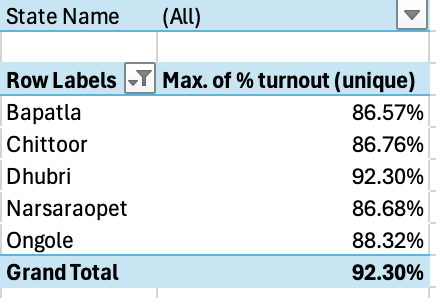 State Name (All)
Row Labels Max. of % turnout (unique)
Bapatla 86.57%
Chittoor 86.76%
Dhubri 92.30%
Narsaraopet 86.68%
Ongole 88.32%
Grand Total 92.30%